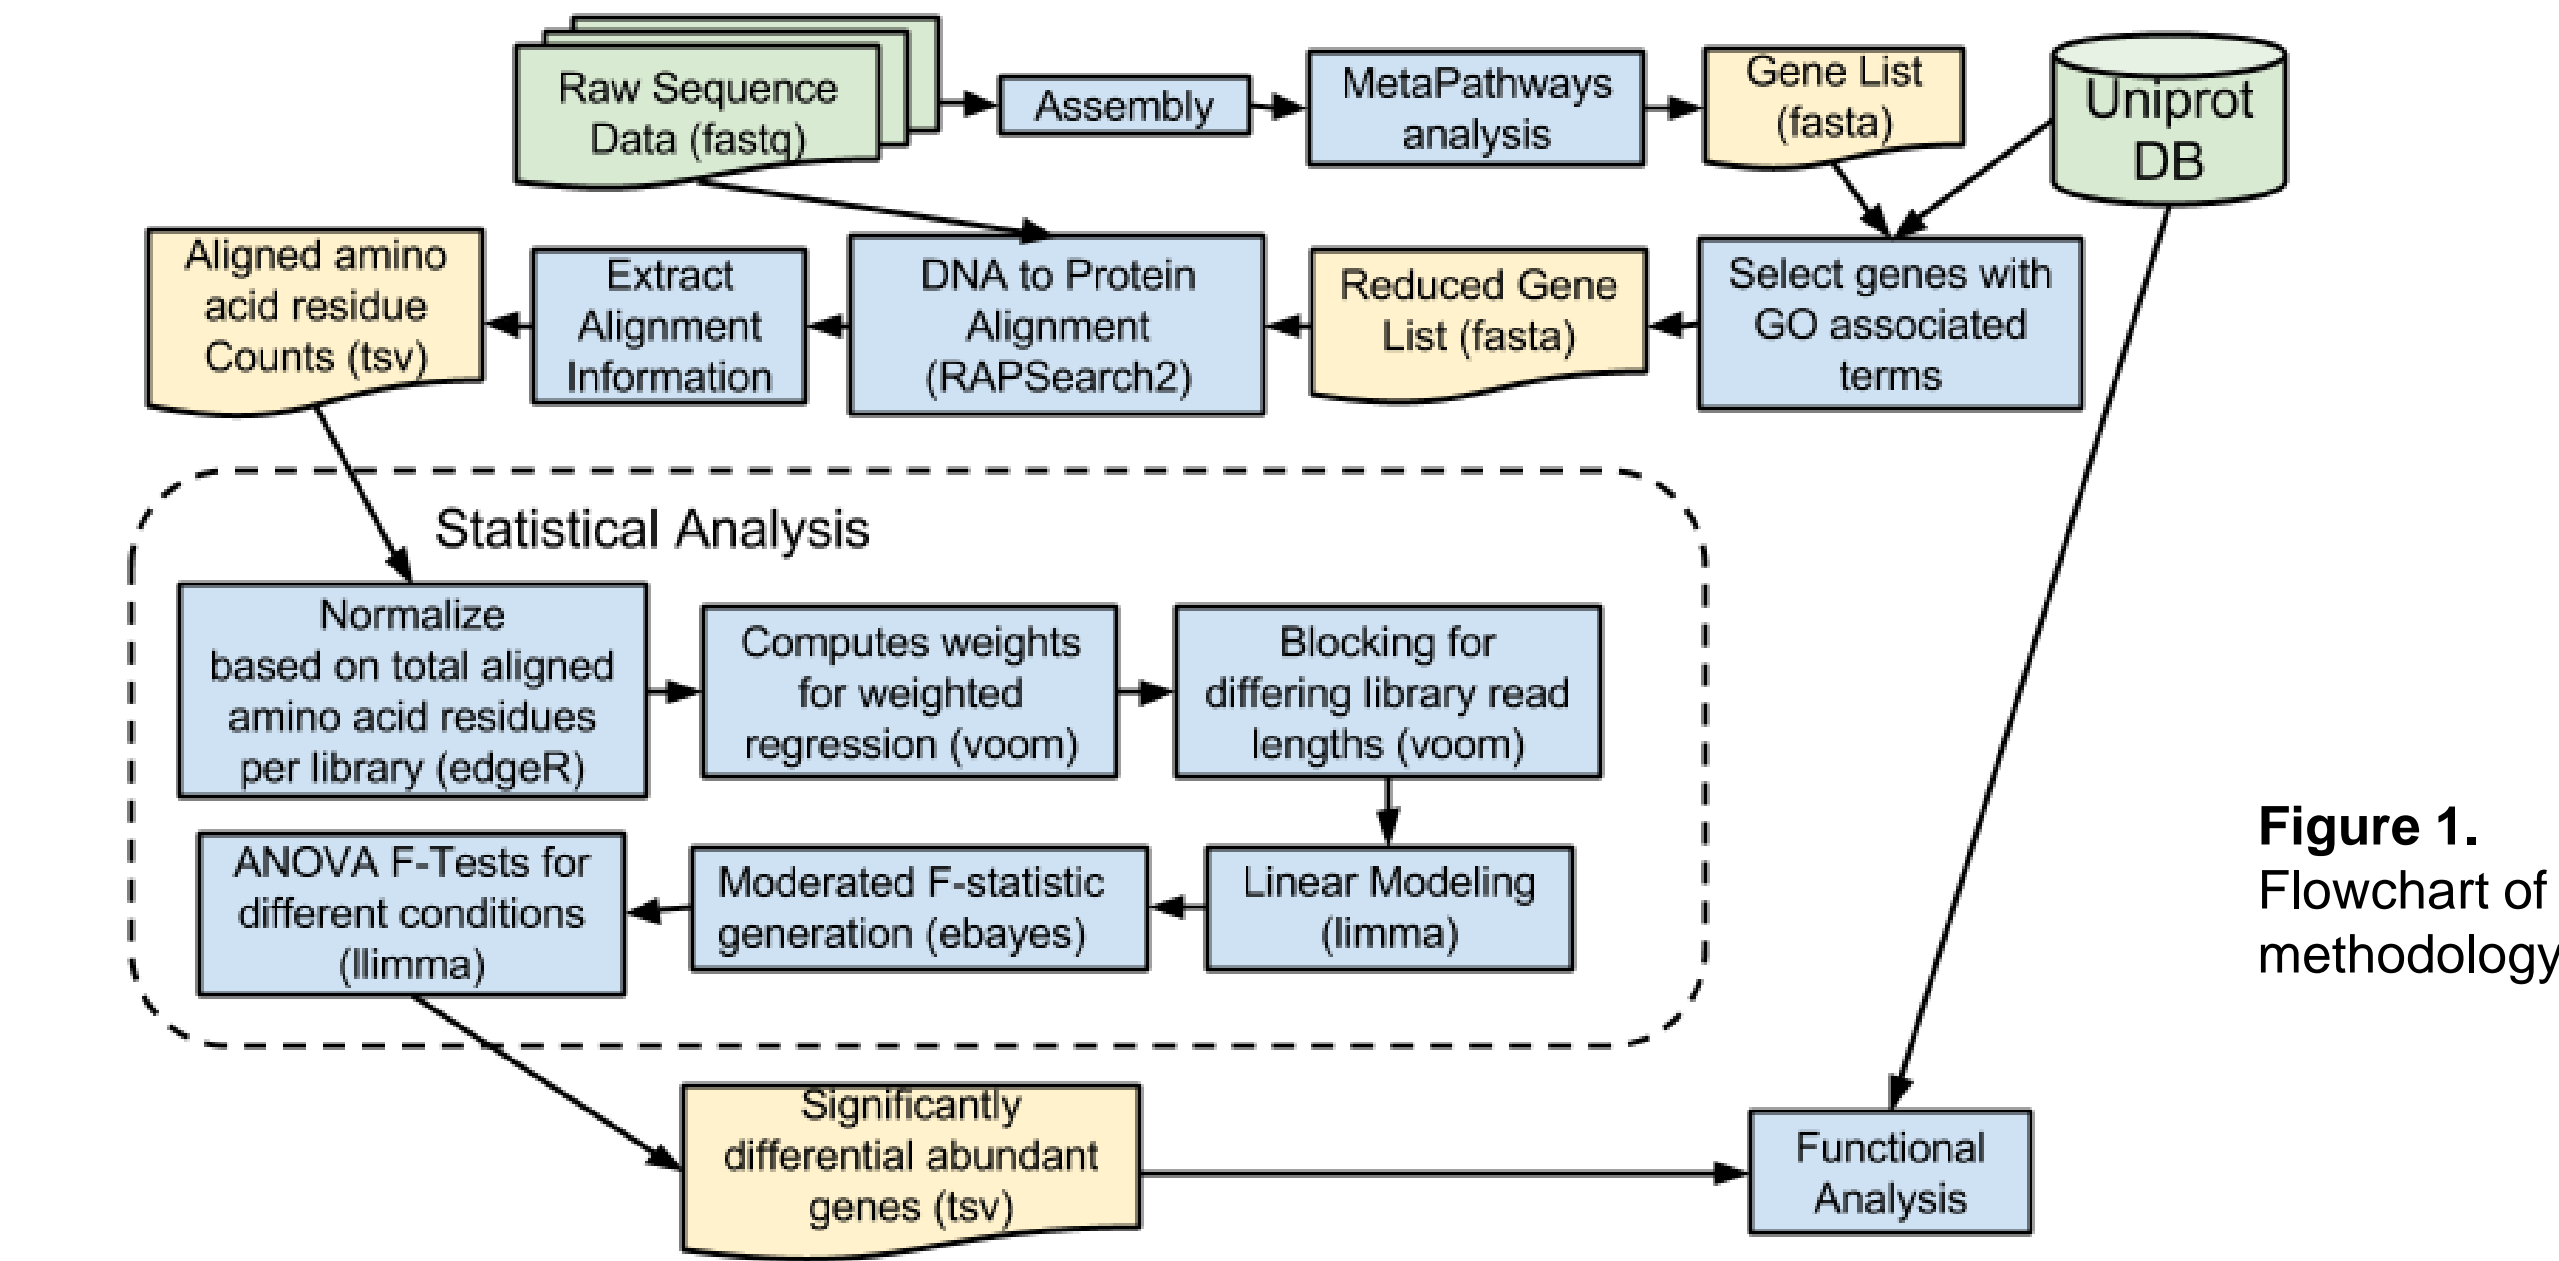 Raw Sequence
Data (fastq)
Assembly
MetaPathways
analysis
Gene List
(fasta)
Uniprot
DB
Aligned amino
acid residue
Counts (tsv)
Extract
Alignment
Information
DNA to Protein
Alignment
(RAPSearch2)
Reduced Gene
List (fasta)
Select genes with
GO associated
terms
Statistical Analysis
Normalize
based on total aligned
amino acid residues
per library (edgeR)
Computes weights
for weighted
regression (voom)
Blocking for
differing library read
lengths (voom)
ANOVA F-Tests for
different conditions
(llimma)
Moderated F-statistic
generation (ebayes)
Linear Modeling
(limma)
Figure 1.
Flowchart of
methodology
Significantly
differential abundant
genes (tsv)
Functional
Analysis